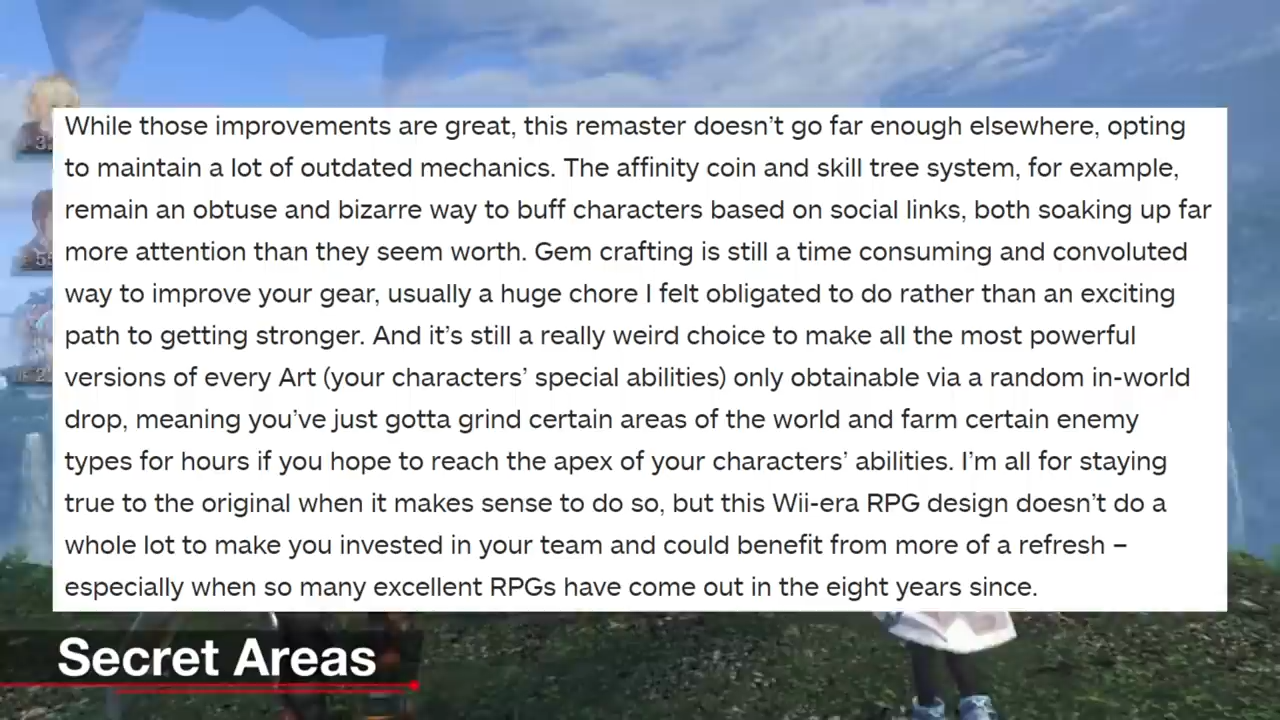 While those improvements are great, this remaster doesn’t go far enough elsewhere, opting
to maintain a lot of outdated mechanics. The affinity coin and skill tree system, for example,
remain an obtuse and bizarre way to buff characters based on social links, both soaking up far
more attention than they seem worth. Gem crafting is still a time consuming and convoluted
way to improve your gear, usually a huge chore I felt obligated to do rather than an exciting
path to getting stronger. And it’s still a really weird choice to make all the most powerful
versions of every Art (your characters’ special abilities) only obtainable via a random in-world
drop, meaning you’ve just gotta grind certain areas of the world and farm certain enemy
types for hours if you hope to reach the apex of your characters’ abilities. I’m all for staying
true to the original when it makes sense to do so, but this Wii-era RPG design doesn’t do a
whole lot to make you invested in your team and could benefit from more of a refresh –
especially when so many excellent RPGs have come out in the eight years since.
Secret Areas